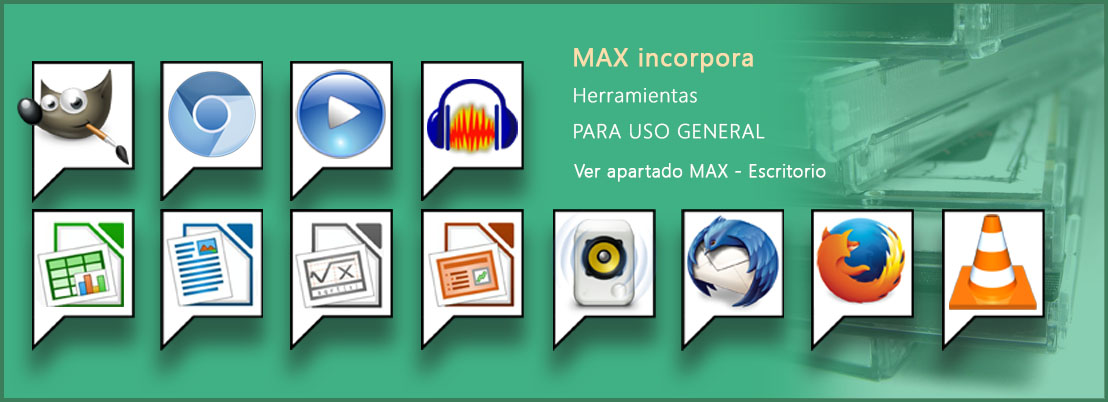 MAX incorpora
Herramientas
PARA USO GENERAL
Ver apartado MAX - Escritorio